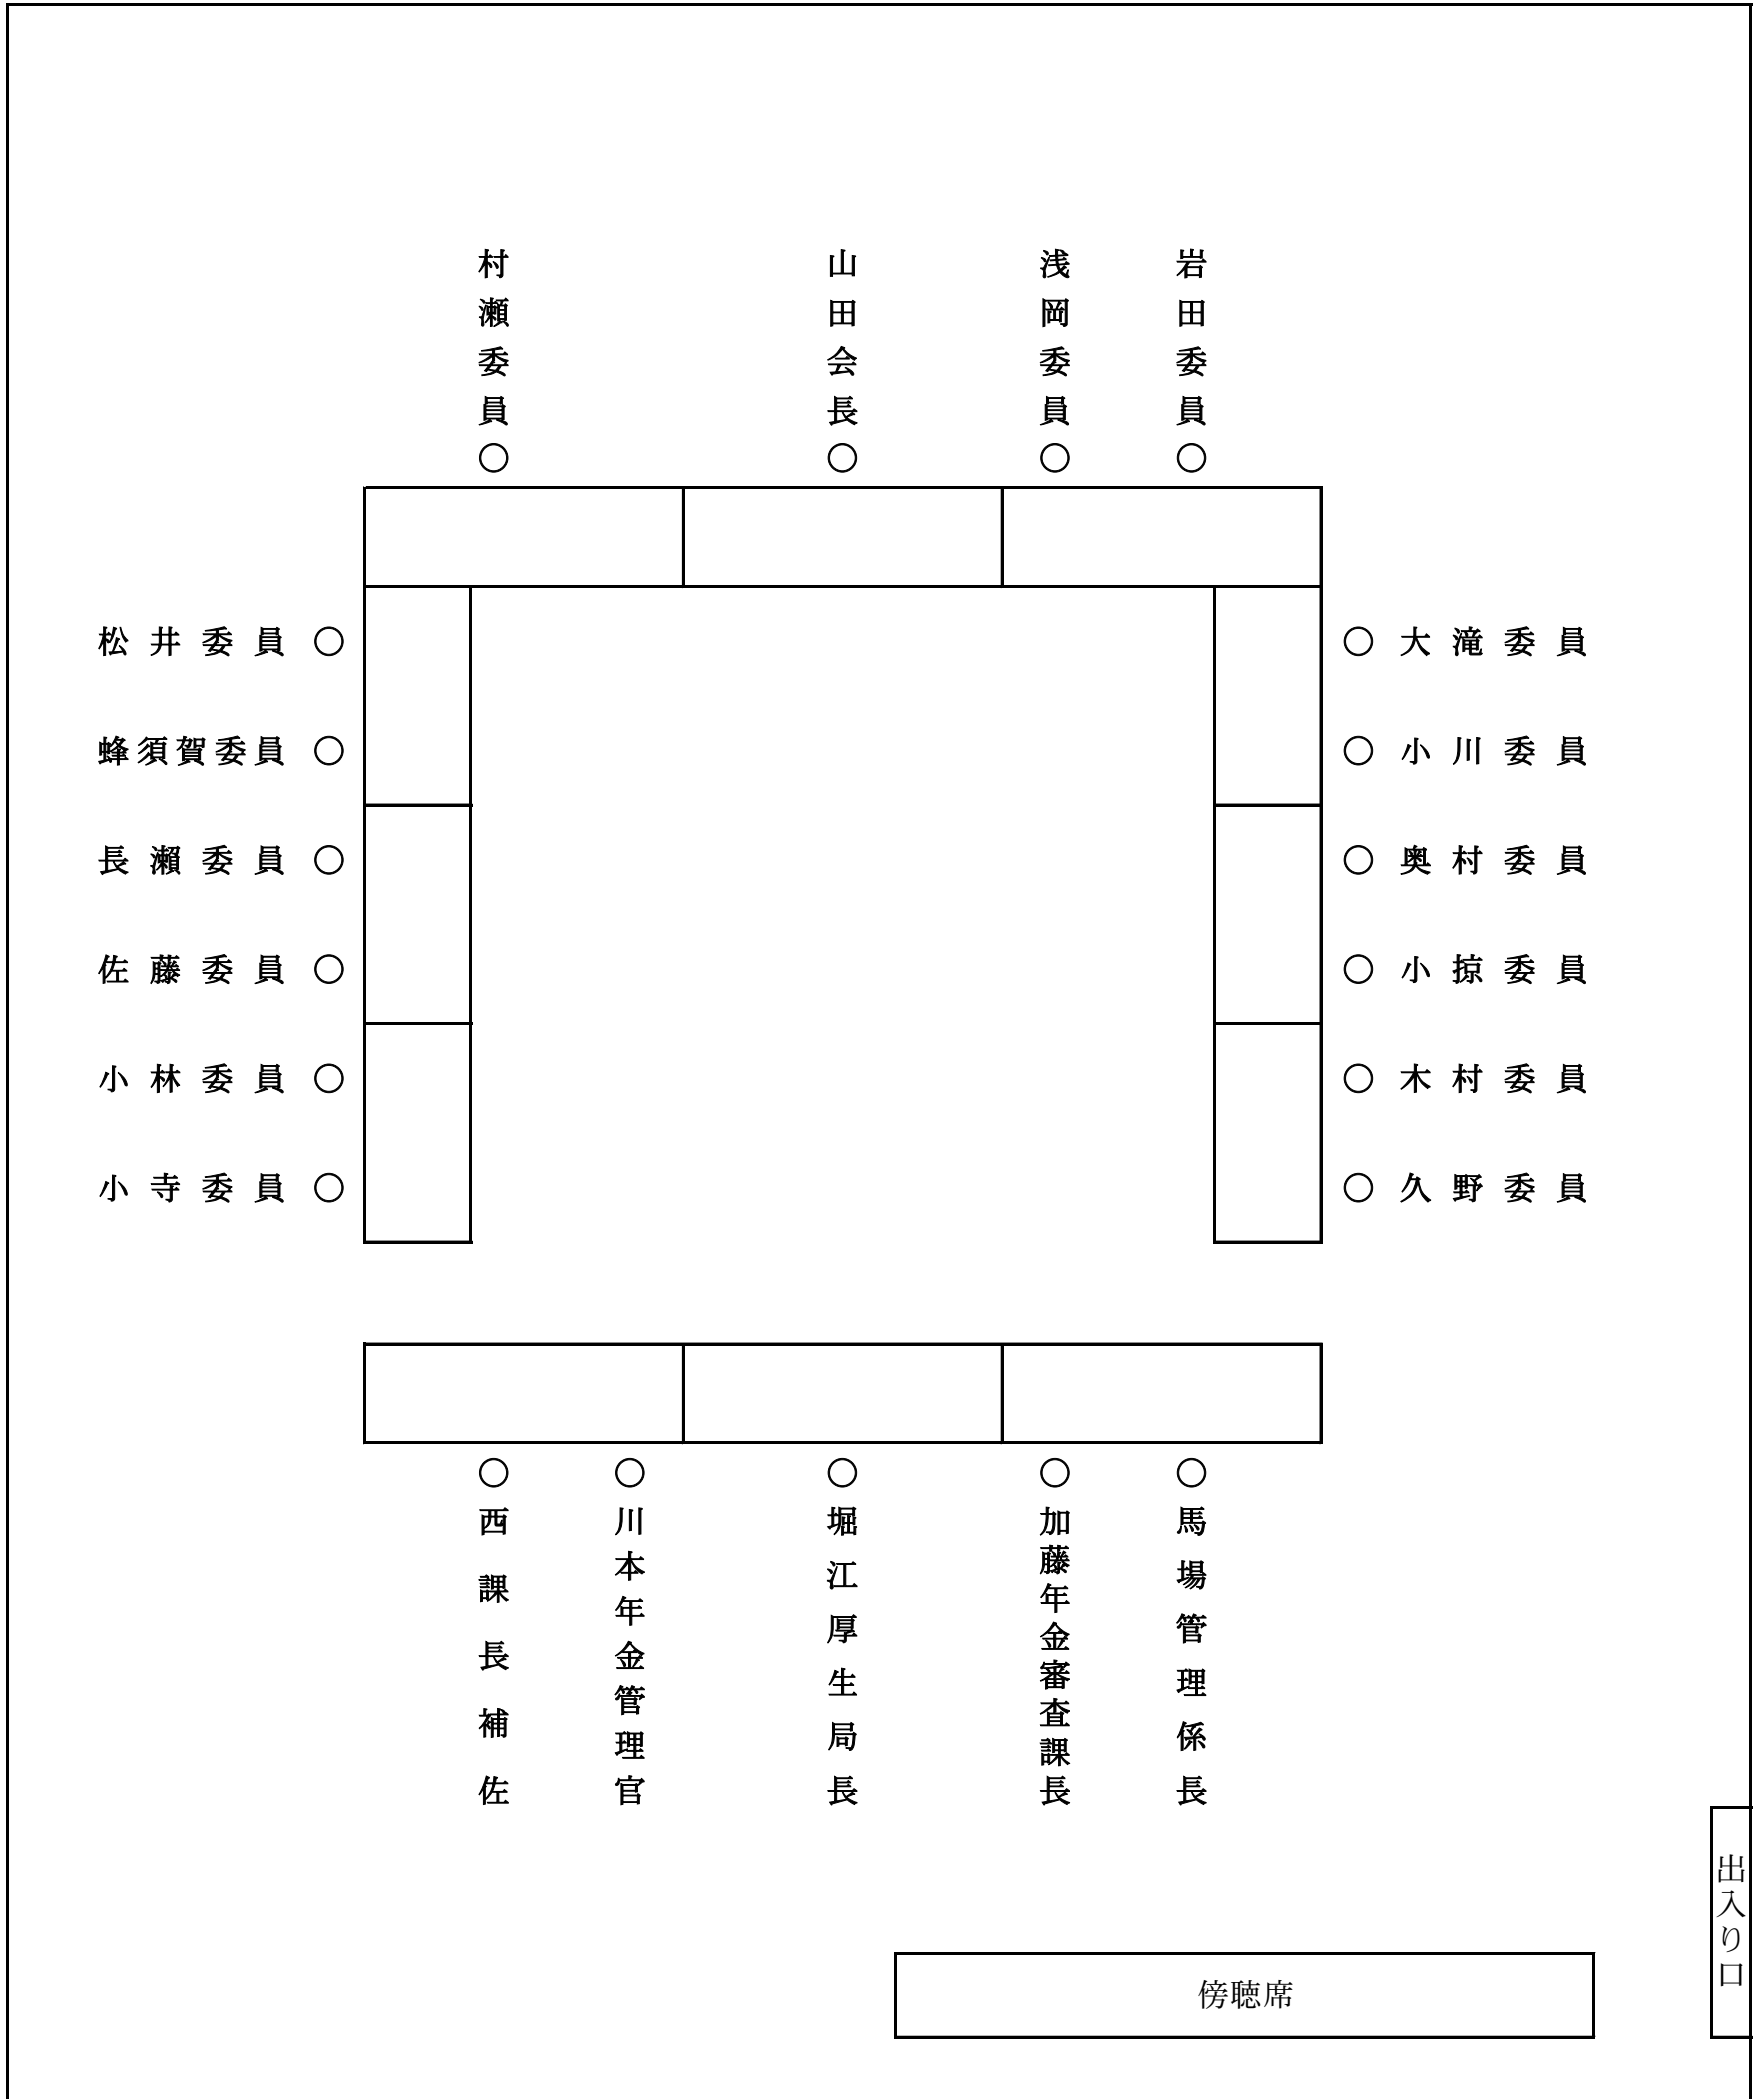 村瀬委員○
山田会長○
浅岡委員○
岩田委員○
松井委員○
○大滝委員
蜂須賀委員○
○小川委員
長瀬委員○
○奥村委員
佐藤委員○
○小掠委員
小林委員○
○木村委員
小寺委員○
○久野委員
○西課長補佐
○川本年金管理官
○堀江厚生局長
○加藤年金審査課長
○馬場管理係長
出入り口
傍聴席